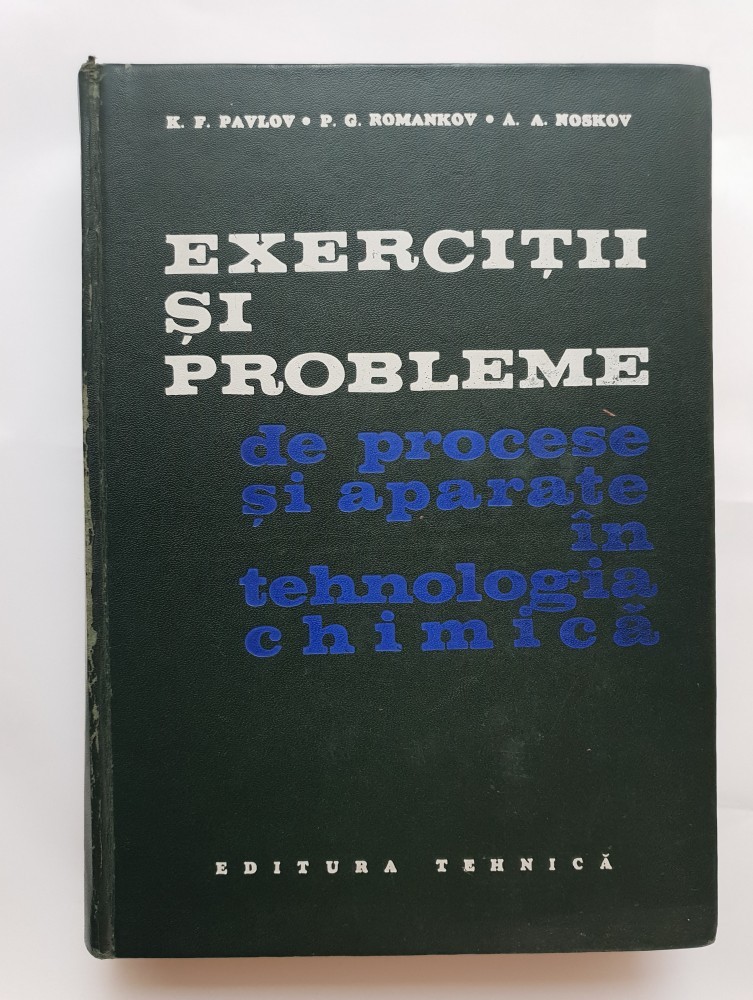 K. F. PAVLOV • P. G. ROMANKOV • A. A. NOSKOV
EXERCIȚII
ȘI
PROBLEME
de procese
și aparate
în
tehnologia
chimică
EDITURA TEHNICĂ